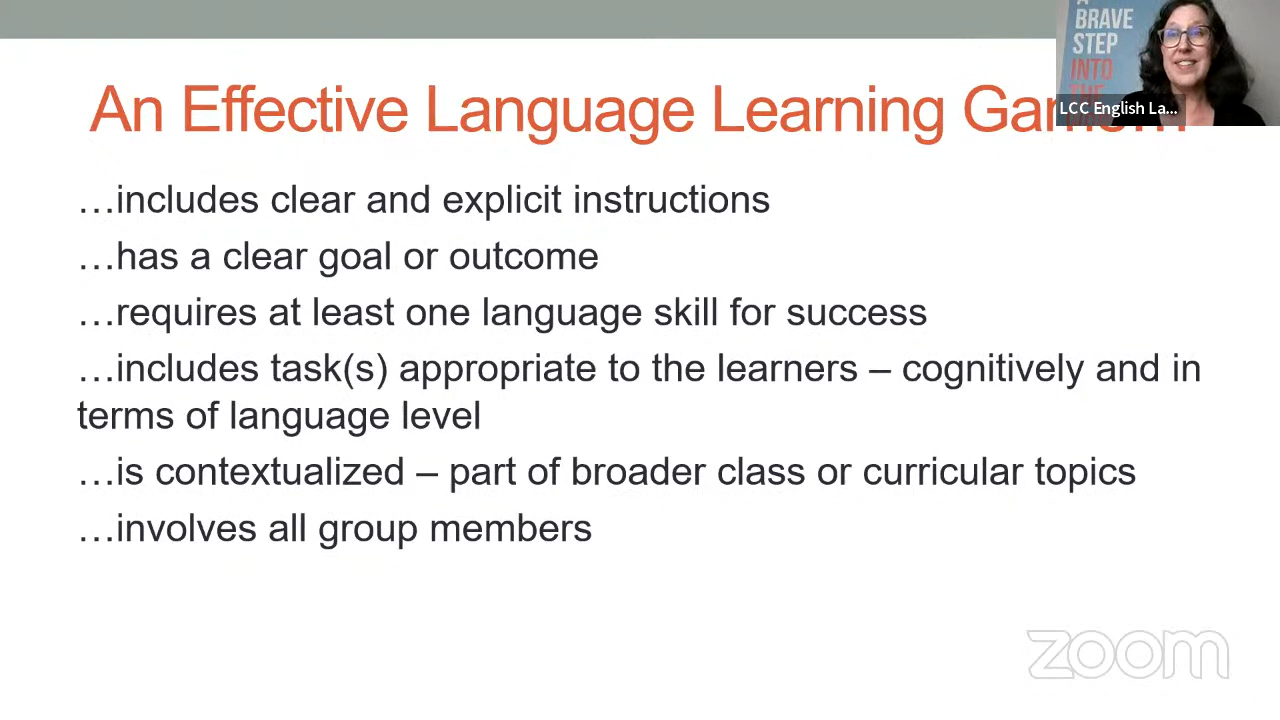 An Effective Language Learning
…includes clear and explicit instructions
…has a clear goal or outcome
…requires at least one language skill for success
…includes task(s) appropriate to the learners – cognitively and in
terms of language level
…is contextualized – part of broader class or curricular topics
…involves all group members
BRAVE
STEP
INTO
THE
LCC English La...
zoom